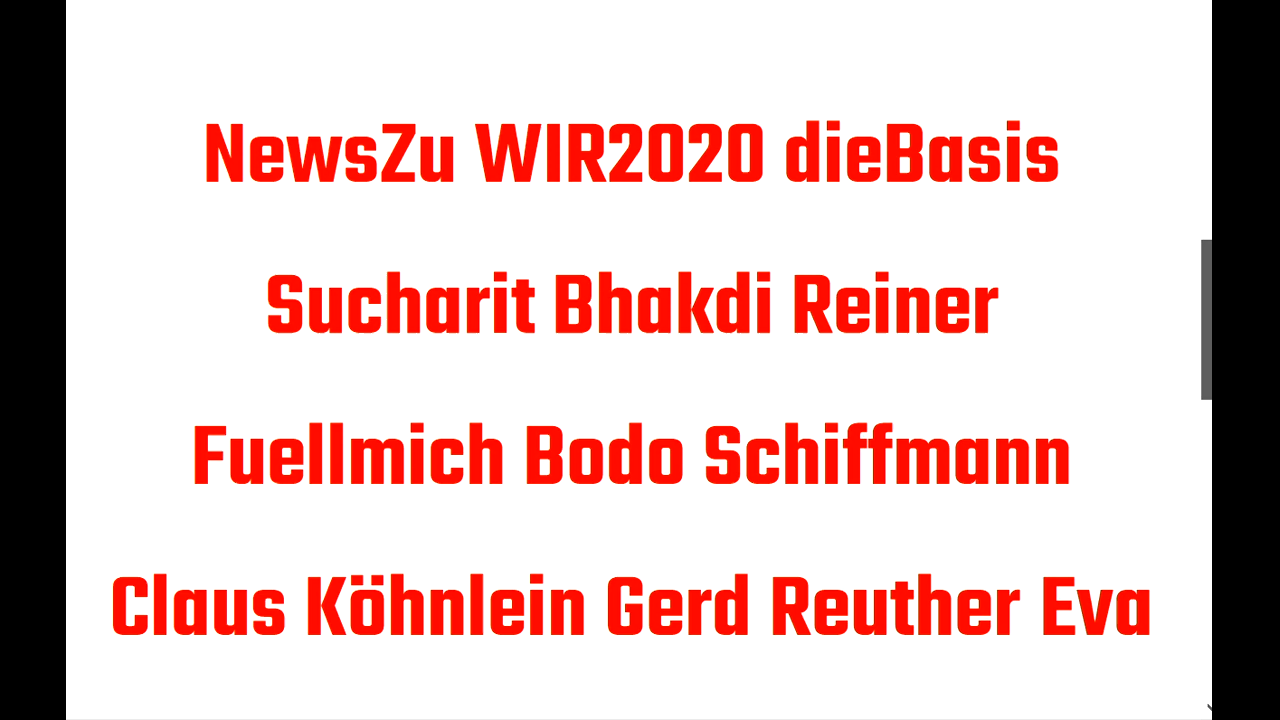 NewsZu WIR2020 dieBasis
Sucharit Bhakdi Reiner
Fuellmich Bodo Schiffmann
Claus Köhnlein Gerd Reuther Eva